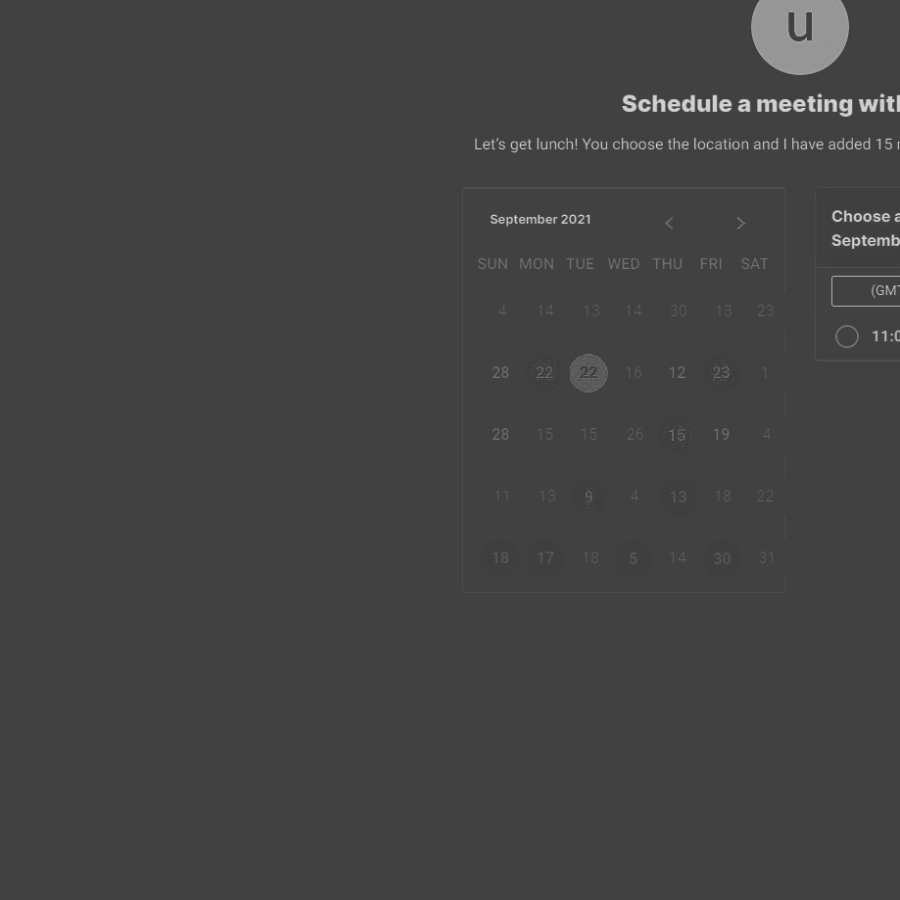 u
Schedule a meeting with
Let's get lunch! You choose the location and I have added 15
September 2021
SUN MON TUE WED THU FRI SAT
4 14 13 14 30 13 23
28 22 22 16 12 23 1
28 15 15 26 15 19 4
11 13 9 4 13 18 22
18 17 18 5 14 30 31
Choose a
Septemb
(GMT
11:0